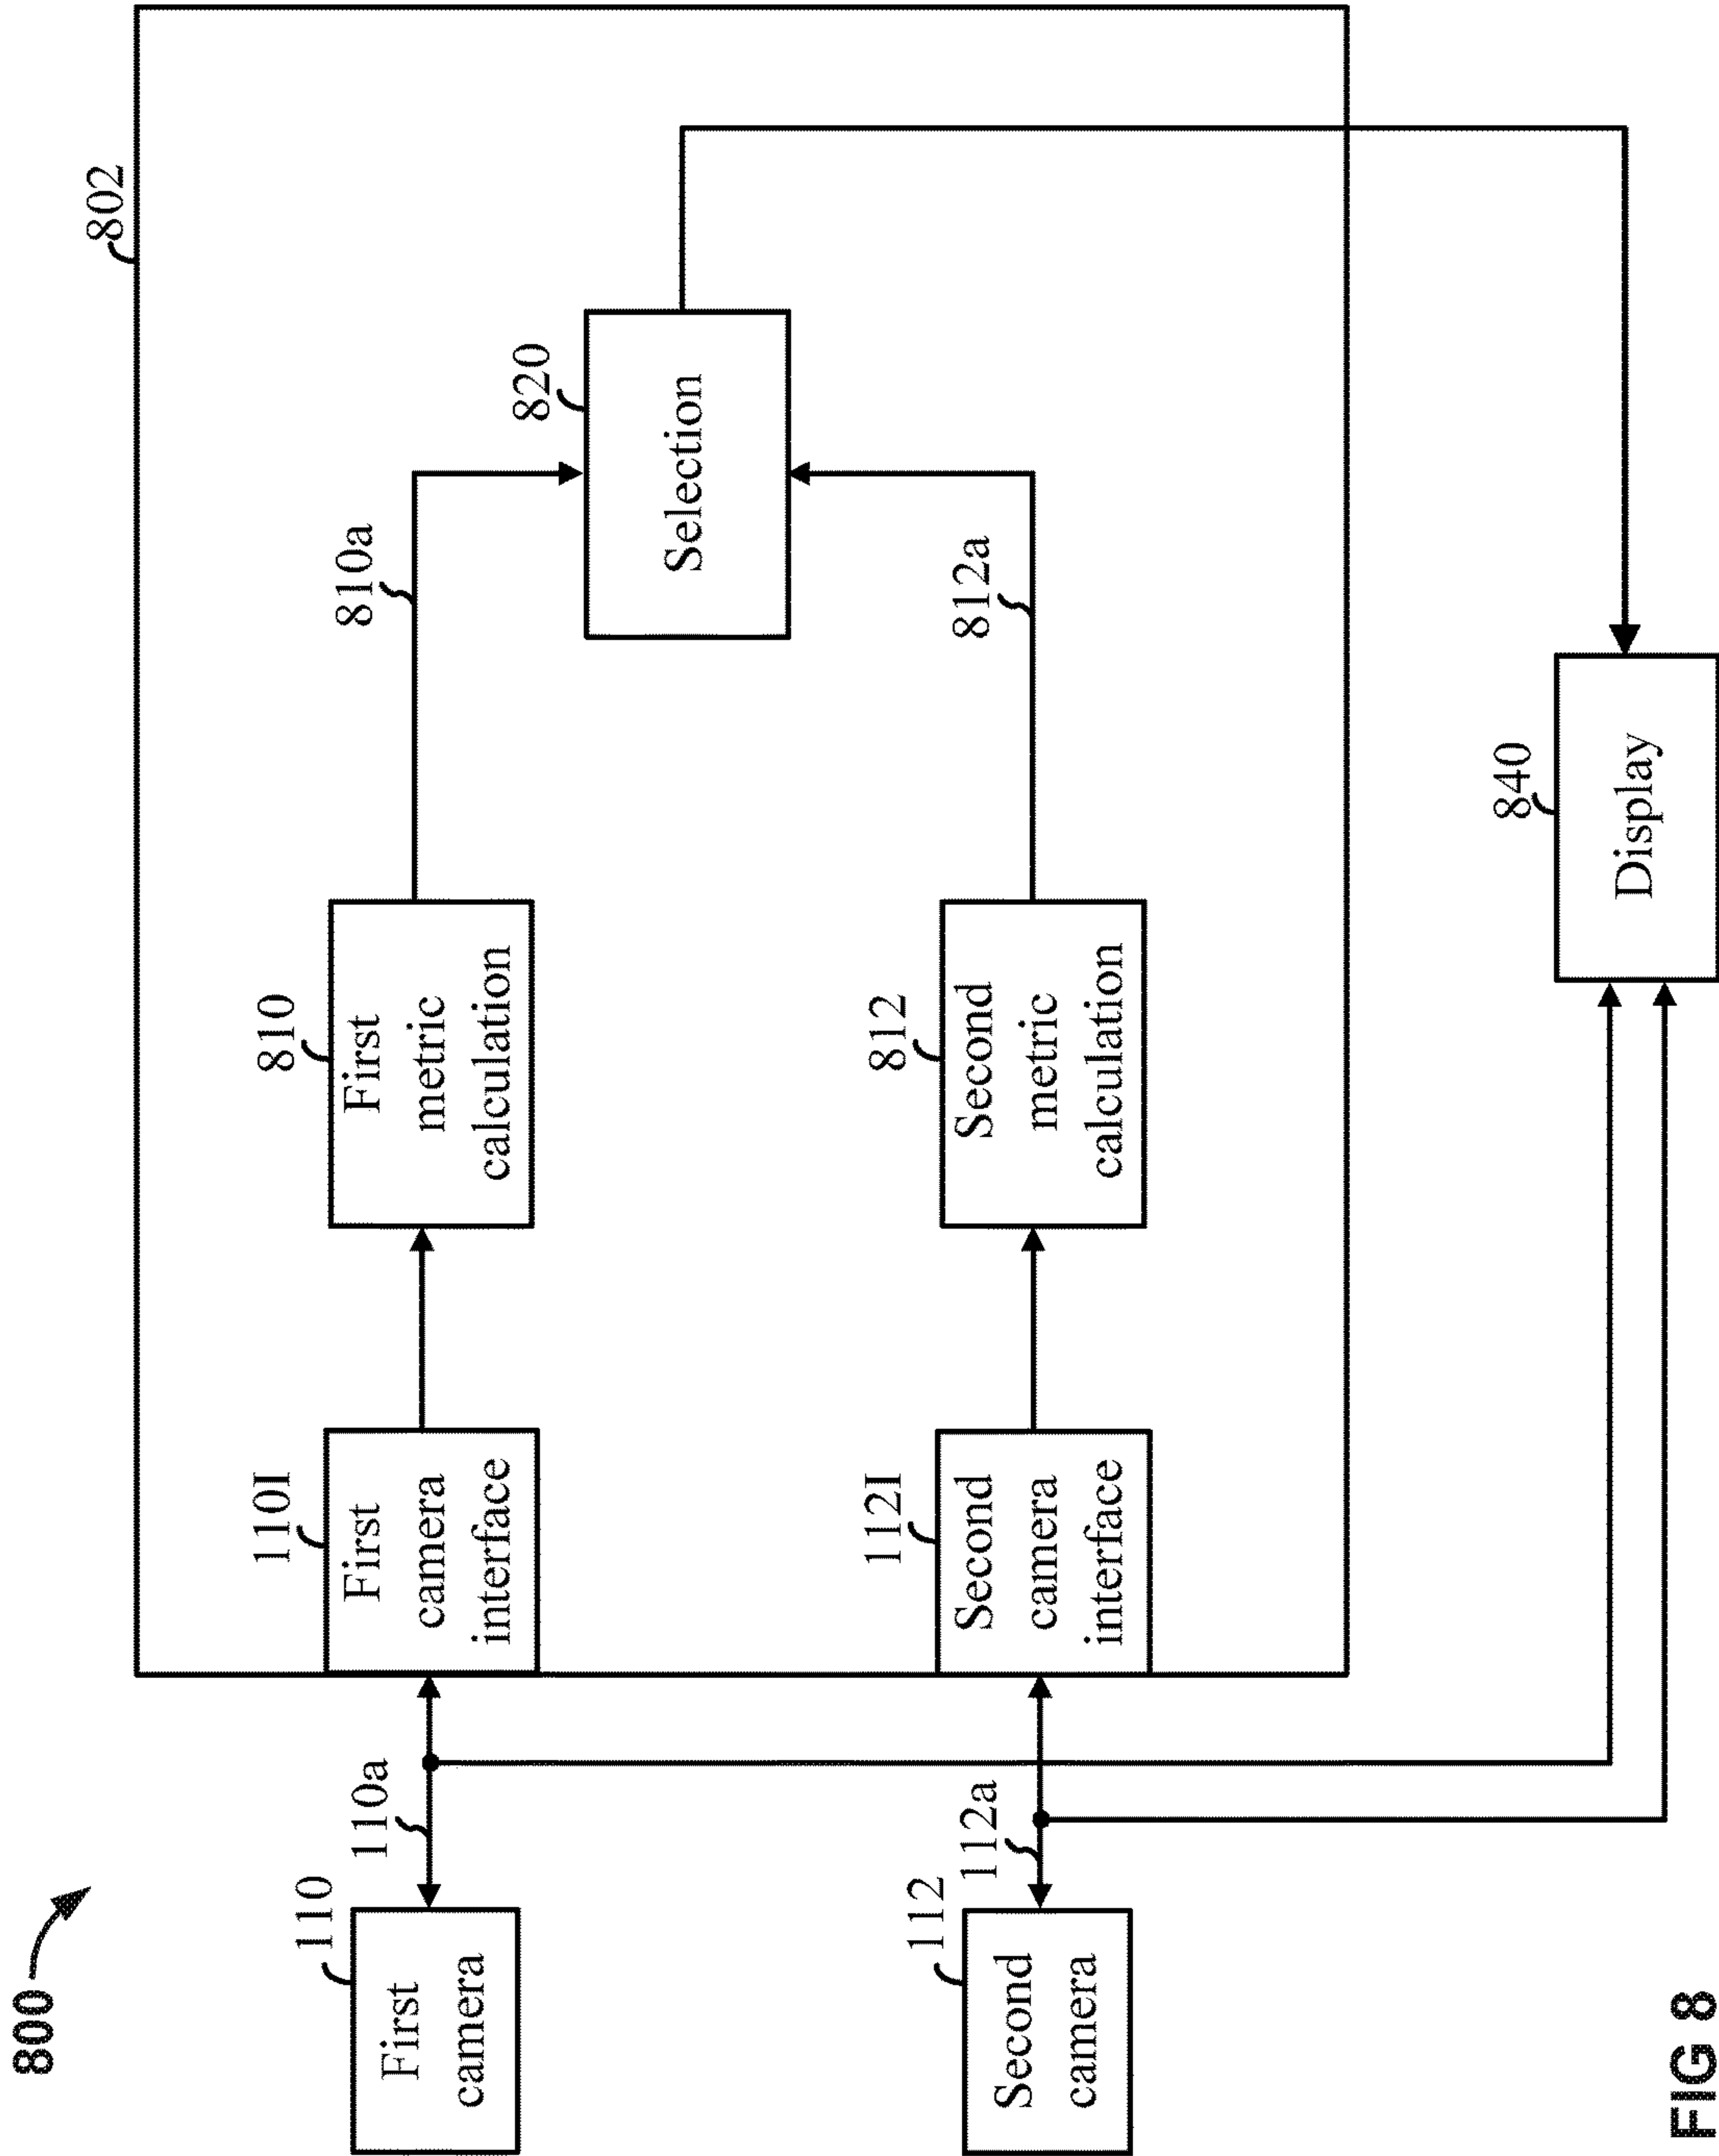 800
802
110
First
camera
110a
110I
First
camera
interface
810
First
metric
calculation
810a
820
Selection
112
Second
camera
112a
112I
Second
camera
interface
812
Second
metric
calculation
812a
840
Display
FIG 8